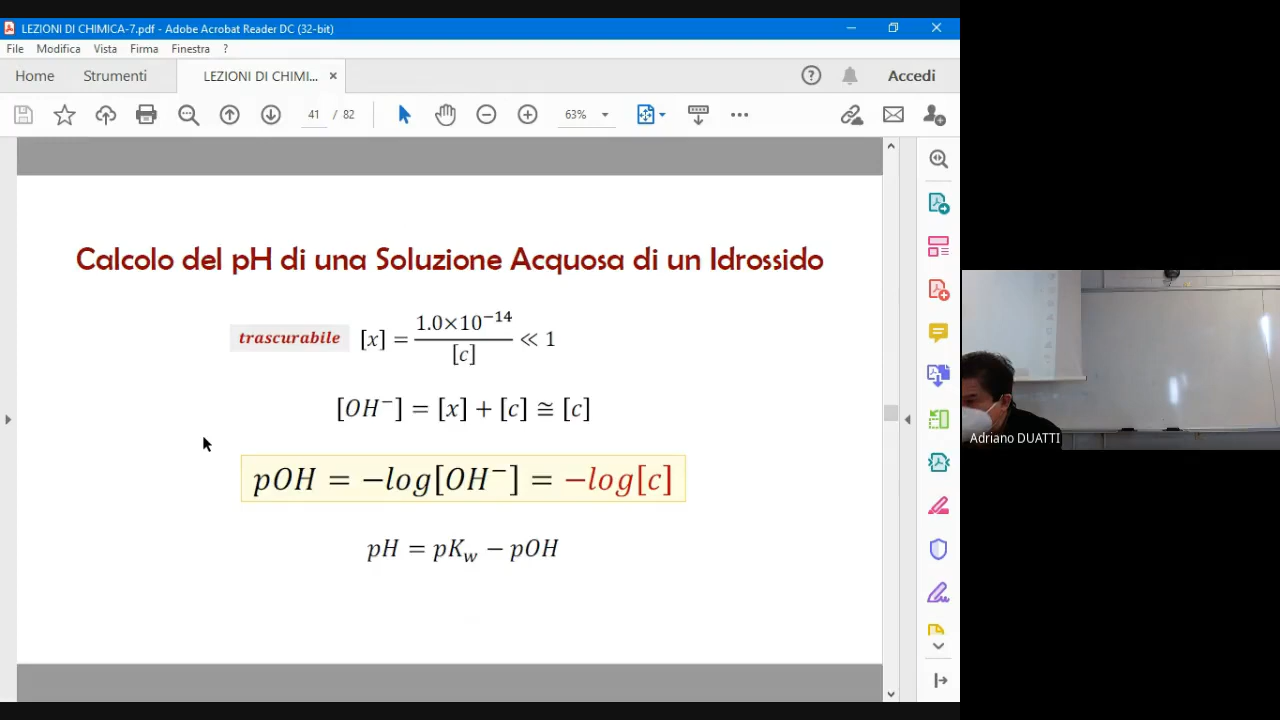 LEZIONI DI CHIMICA-7.pdf - Adobe Acrobat Reader DC (32-bit)
File Modifica Vista Firma Finestra ?
Home Strumenti LEZIONI DI CHIMI... × Accedi
41 / 82 63%
Calcolo del pH di una Soluzione Acquosa di un Idrossido
trascurabile [x] = 1.0×10⁻¹⁴ / [c] ≪ 1
[OH⁻] = [x] + [c] ≅ [c]
pOH = −log[OH⁻] = −log[c]
pH = pK_w − pOH
Adriano DUATTI